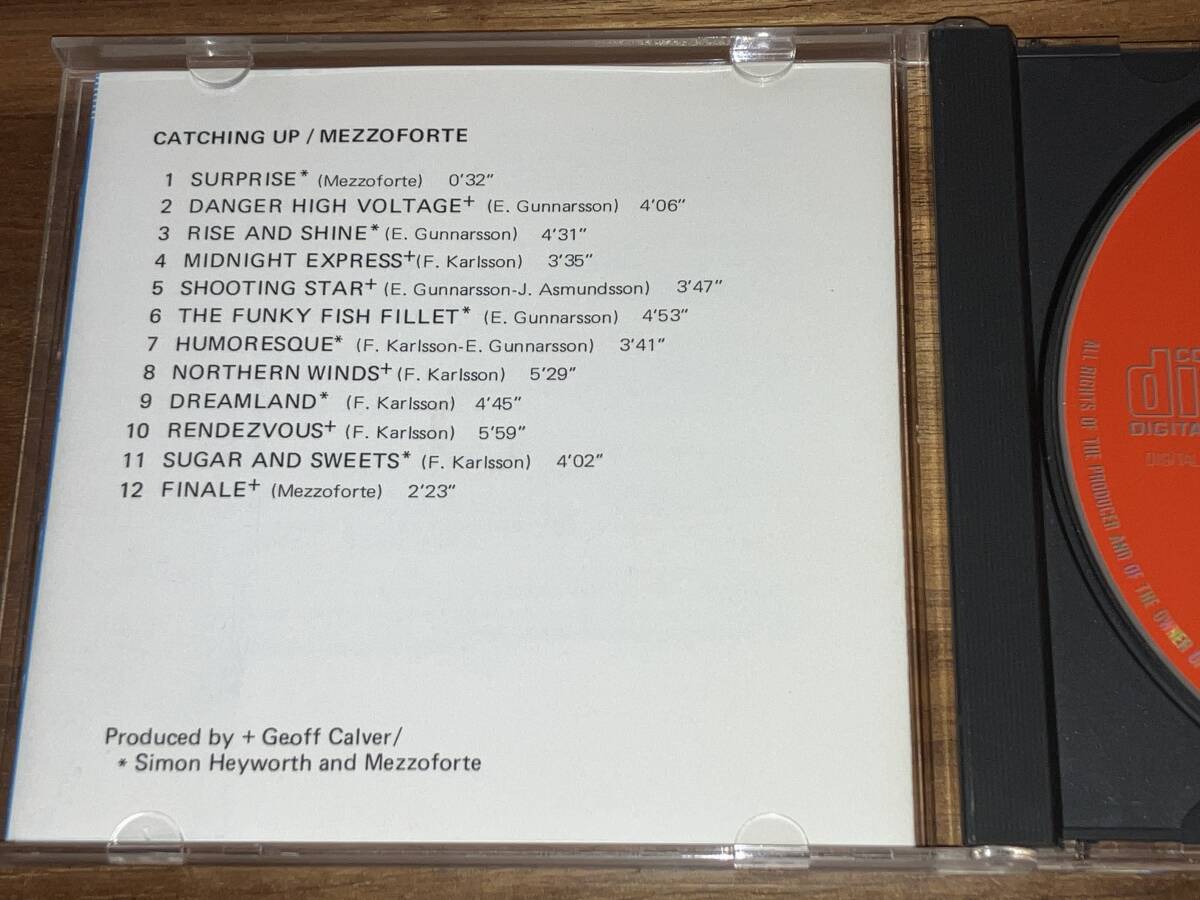 CATCHING UP / MEZZOFORTE
1 SURPRISE* (Mezzoforte) 0'32"
2 DANGER HIGH VOLTAGE+ (E. Gunnarsson) 4'06"
3 RISE AND SHINE* (E. Gunnarsson) 4'31"
4 MIDNIGHT EXPRESS+ (F. Karlsson) 3'35"
5 SHOOTING STAR+ (E. Gunnarsson-J. Asmundsson) 3'47"
6 THE FUNKY FISH FILLET* (E. Gunnarsson) 4'53"
7 HUMORESQUE* (F. Karlsson-E. Gunnarsson) 3'41"
8 NORTHERN WINDS+ (F. Karlsson) 5'29"
9 DREAMLAND* (F. Karlsson) 4'45"
10 RENDEZVOUS+ (F. Karlsson) 5'59"
11 SUGAR AND SWEETS* (F. Karlsson) 4'02"
12 FINALE+ (Mezzoforte) 2'23"
Produced by + Geoff Calver/
* Simon Heyworth and Mezzoforte
ALL RIGHTS OF THE PRODUCER AND OF THE OWNER
DIGITAL
DIGITAL